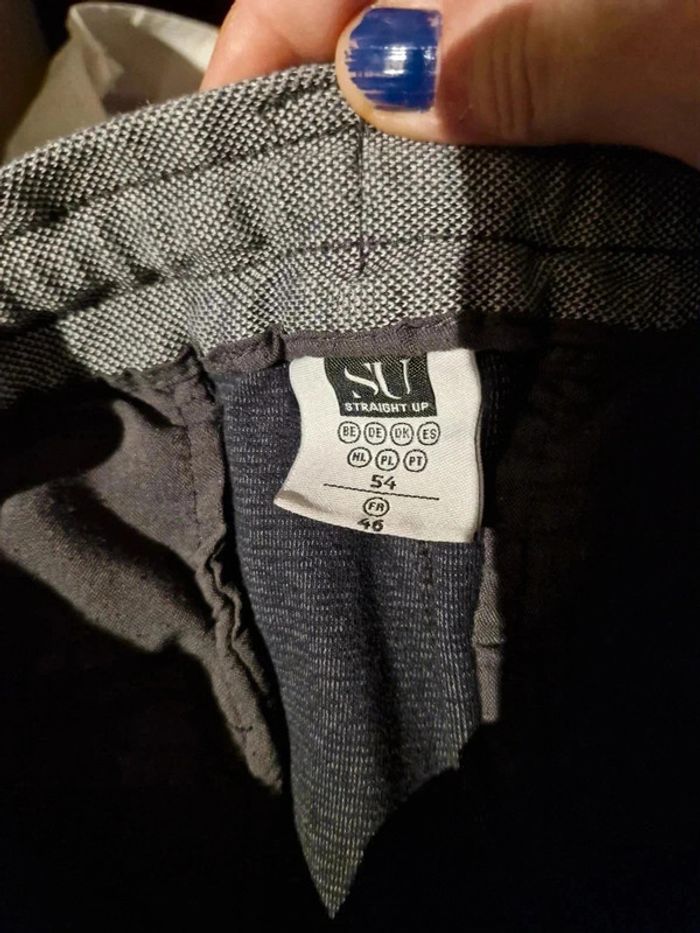 SU
STRAIGHT UP
BE DE DK ES
NL PL PT
54
FR
46